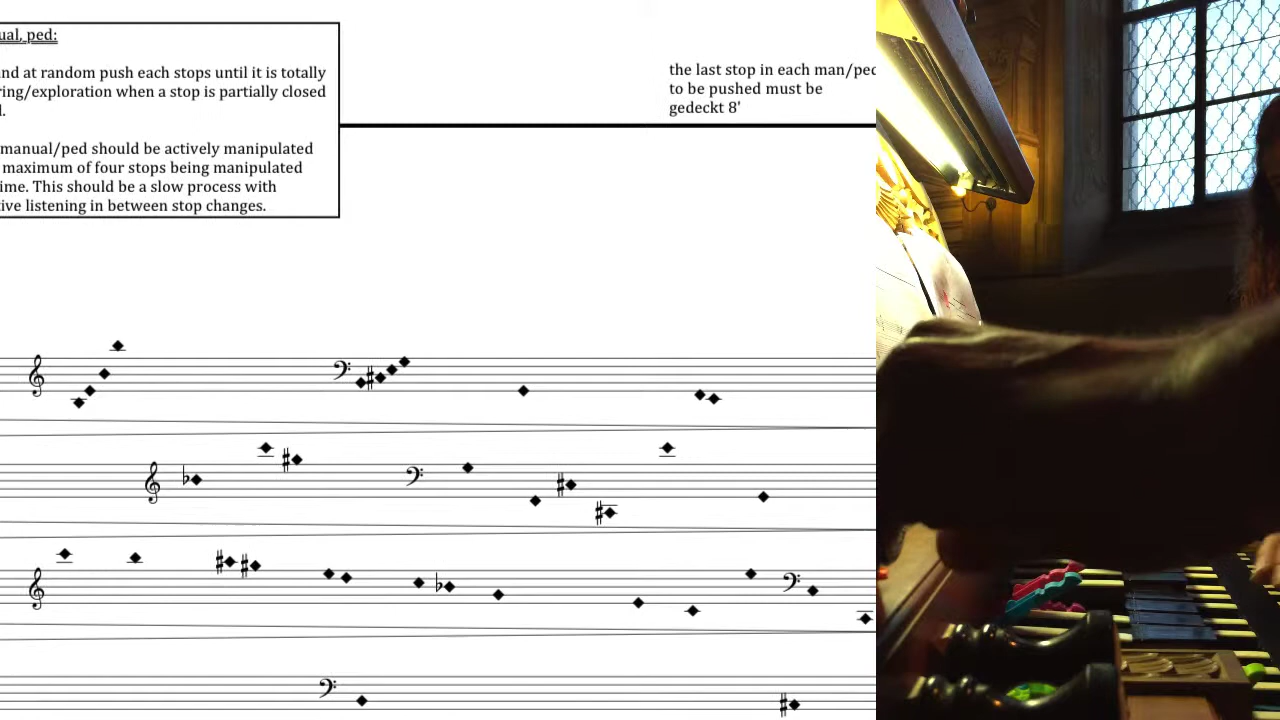 ual, ped:
nd at random push each stops until it is totally
ring/exploration when a stop is partially closed
l.
manual/ped should be actively manipulated
maximum of four stops being manipulated
ime. This should be a slow process with
ive listening in between stop changes.
the last stop in each man/ped
to be pushed must be
gedeckt 8'